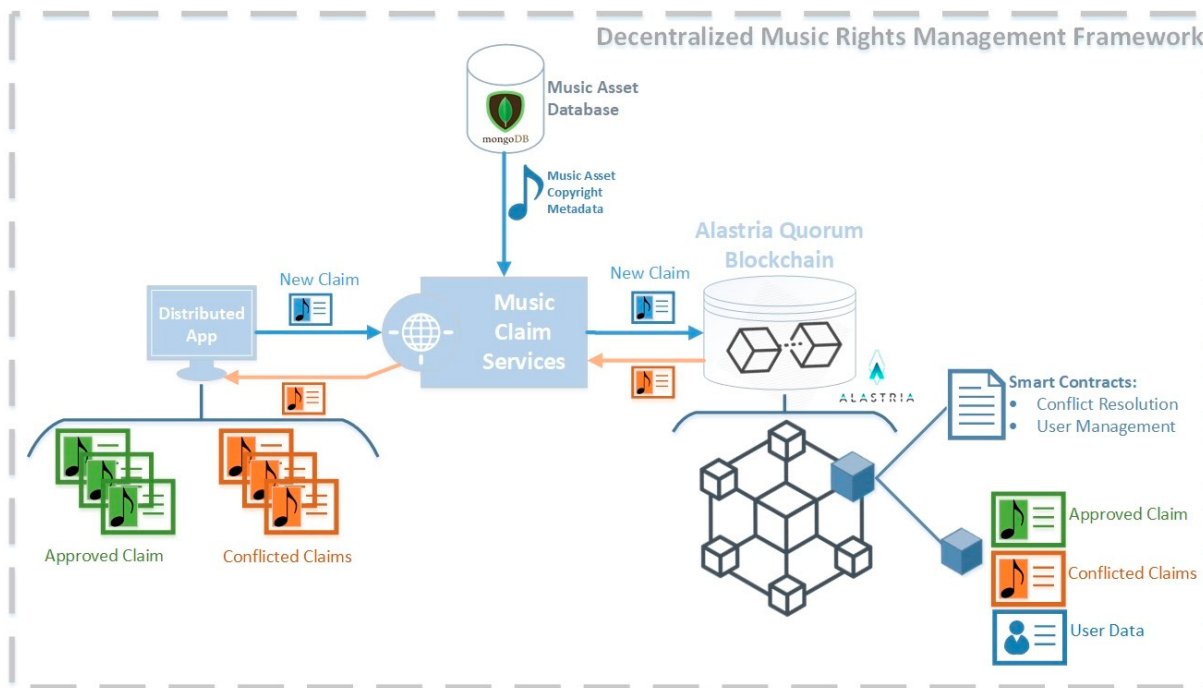 Decentralized Music Rights Management Framework
Music Asset
Database
mongoDB
Music Asset
Copyright
Metadata
Alastria Quorum
Blockchain
New Claim
New Claim
Distributed
App
Music
Claim
Services
ALASTRIA
Smart Contracts:
• Conflict Resolution
• User Management
Approved Claim
Conflicted Claims
Approved Claim
Conflicted Claims
User Data